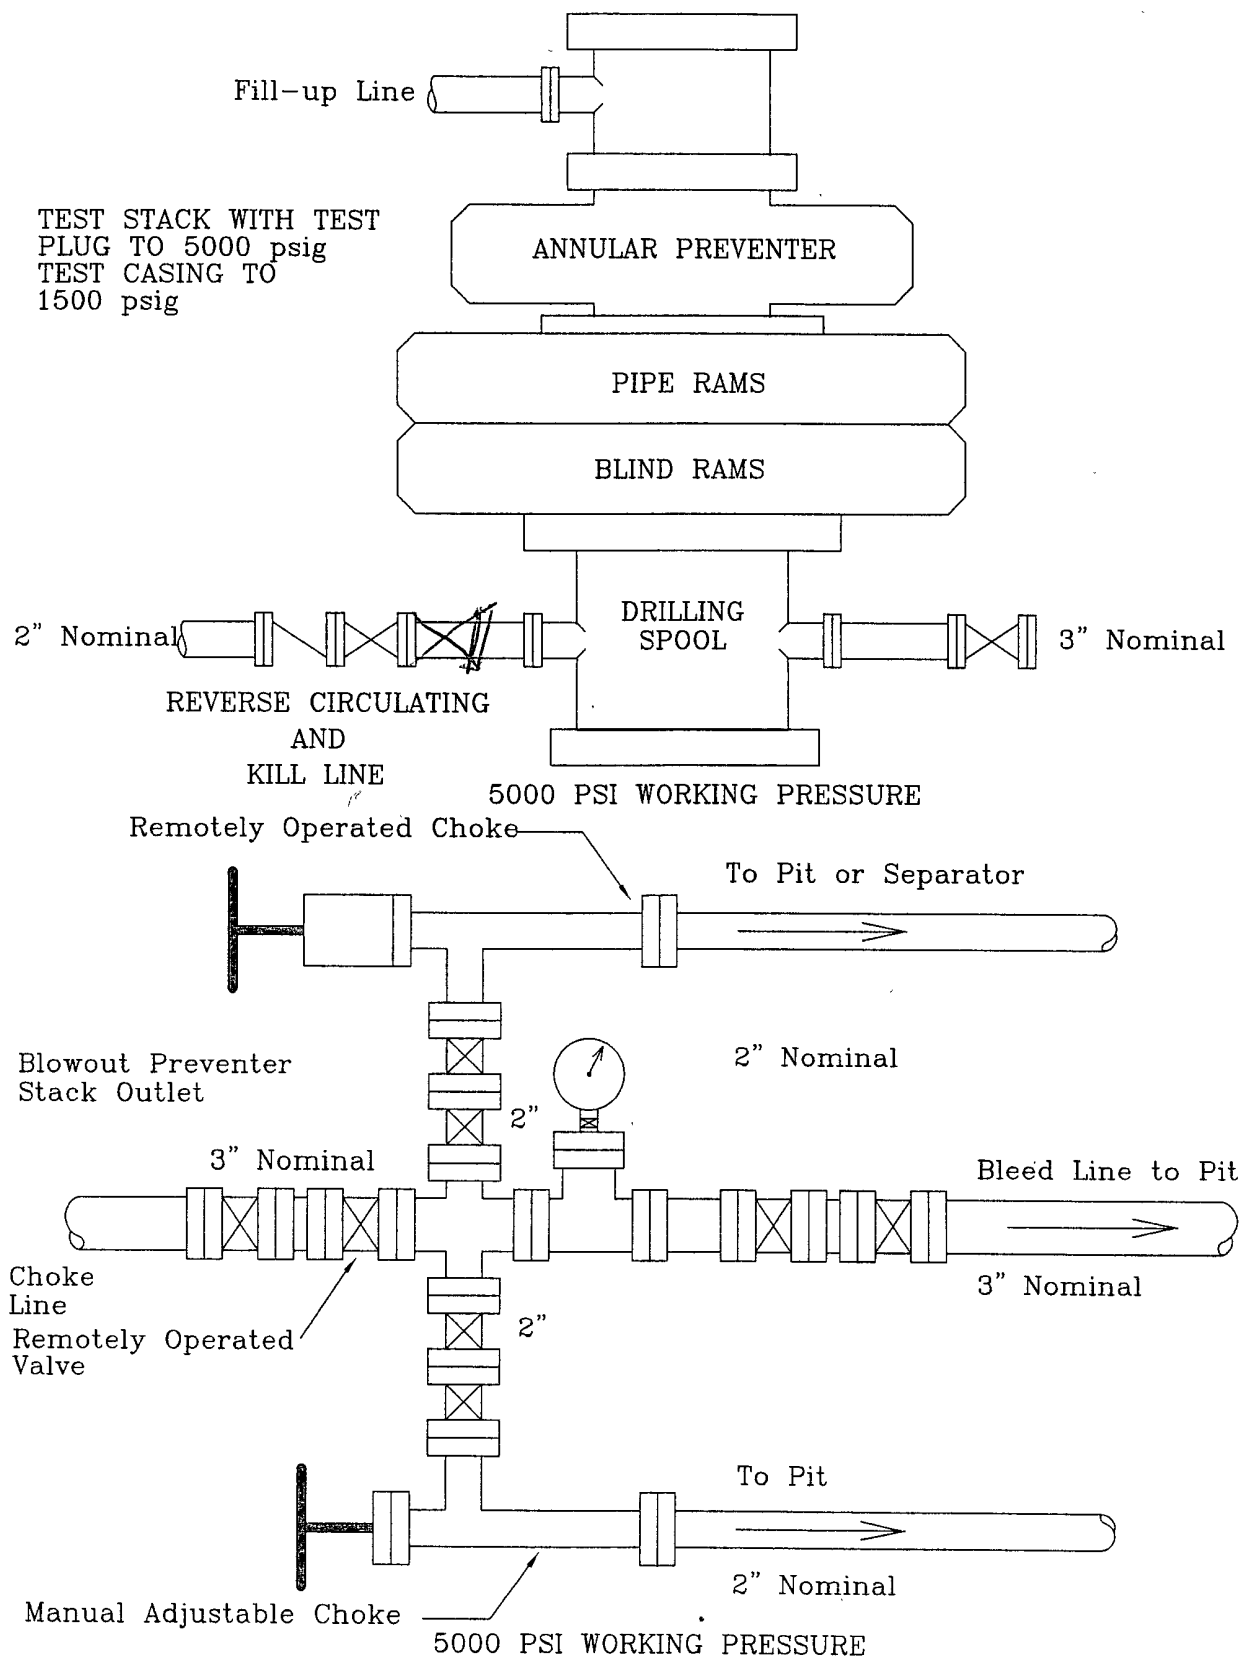 Fill-up Line
TEST STACK WITH TEST
PLUG TO 5000 psig
TEST CASING TO
1500 psig
ANNULAR PREVENTER
PIPE RAMS
BLIND RAMS
DRILLING
SPOOL
2" Nominal
3" Nominal
REVERSE CIRCULATING
AND
KILL LINE
5000 PSI WORKING PRESSURE
Remotely Operated Choke
To Pit or Separator
Blowout Preventer
Stack Outlet
2" Nominal
2"
3" Nominal
Bleed Line to Pit
Choke
Line
3" Nominal
Remotely Operated
Valve
2"
To Pit
2" Nominal
Manual Adjustable Choke
5000 PSI WORKING PRESSURE